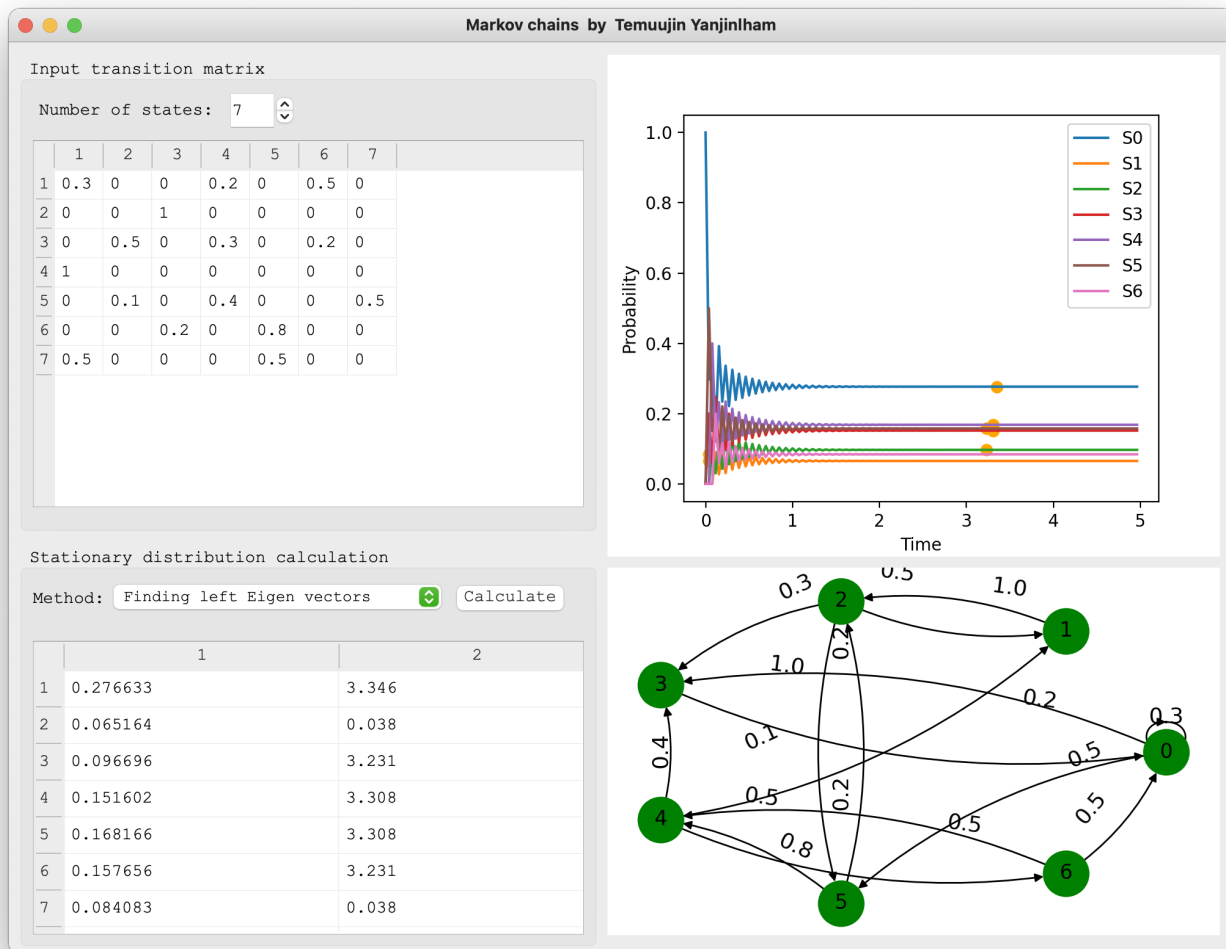 Markov chains by Temuujin Yanjinlham
Input transition matrix
Number of states: 7
1 2 3 4 5 6 7
1 0.3 0 0 0.2 0 0.5 0
2 0 0 1 0 0 0 0
3 0 0.5 0 0.3 0 0.2 0
4 1 0 0 0 0 0 0
5 0 0.1 0 0.4 0 0 0.5
6 0 0 0.2 0 0.8 0 0
7 0.5 0 0 0 0.5 0 0
Stationary distribution calculation
Method: Finding left Eigen vectors Calculate
1 2
1 0.276633 3.346
2 0.065164 0.038
3 0.096696 3.231
4 0.151602 3.308
5 0.168166 3.308
6 0.157656 3.231
7 0.084083 0.038
Probability
1.0
0.8
0.6
0.4
0.2
0.0
0 1 2 3 4 5
Time
S0
S1
S2
S3
S4
S5
S6
0.3
0.5
1.0
2
1
0.2
1.0
3
0.2
0.3
0
0.1
0.4
0.5
0.2
0.5
0.5
4
0.5
0.8
6
5